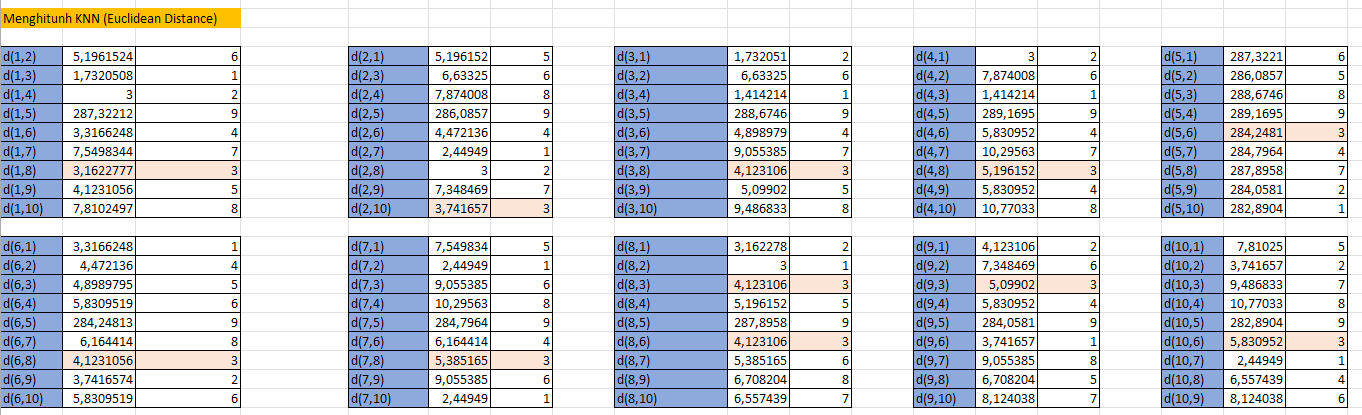 Menghitunh KNN (Euclidean Distance)
d(1,2) 5,1961524 6 d(2,1) 5,196152 5 d(3,1) 1,732051 2 d(4,1) 3 2 d(5,1) 287,3221 6
d(1,3) 1,7320508 1 d(2,3) 6,63325 6 d(3,2) 6,63325 6 d(4,2) 7,874008 6 d(5,2) 286,0857 5
d(1,4) 3 2 d(2,4) 7,874008 8 d(3,4) 1,414214 1 d(4,3) 1,414214 1 d(5,3) 288,6746 8
d(1,5) 287,32212 9 d(2,5) 286,0857 9 d(3,5) 288,6746 9 d(4,5) 289,1695 9 d(5,4) 289,1695 9
d(1,6) 3,3166248 4 d(2,6) 4,472136 4 d(3,6) 4,898979 4 d(4,6) 5,830952 4 d(5,6) 284,2481 3
d(1,7) 7,5498344 7 d(2,7) 2,44949 1 d(3,7) 9,055385 7 d(4,7) 10,29563 7 d(5,7) 284,7964 4
d(1,8) 3,1622777 3 d(2,8) 3 2 d(3,8) 4,123106 3 d(4,8) 5,196152 3 d(5,8) 287,8958 7
d(1,9) 4,1231056 5 d(2,9) 7,348469 7 d(3,9) 5,09902 5 d(4,9) 5,830952 4 d(5,9) 284,0581 2
d(1,10) 7,8102497 8 d(2,10) 3,741657 3 d(3,10) 9,486833 8 d(4,10) 10,77033 8 d(5,10) 282,8904 1
d(6,1) 3,3166248 1 d(7,1) 7,549834 5 d(8,1) 3,162278 2 d(9,1) 4,123106 2 d(10,1) 7,81025 5
d(6,2) 4,472136 4 d(7,2) 2,44949 1 d(8,2) 3 1 d(9,2) 7,348469 6 d(10,2) 3,741657 2
d(6,3) 4,8989795 5 d(7,3) 9,055385 6 d(8,3) 4,123106 3 d(9,3) 5,09902 3 d(10,3) 9,486833 7
d(6,4) 5,8309519 6 d(7,4) 10,29563 8 d(8,4) 5,196152 5 d(9,4) 5,830952 4 d(10,4) 10,77033 8
d(6,5) 284,24813 9 d(7,5) 284,7964 9 d(8,5) 287,8958 9 d(9,5) 284,0581 9 d(10,5) 282,8904 9
d(6,7) 6,164414 8 d(7,6) 6,164414 4 d(8,6) 4,123106 3 d(9,6) 3,741657 1 d(10,6) 5,830952 3
d(6,8) 4,1231056 3 d(7,8) 5,385165 3 d(8,7) 5,385165 6 d(9,7) 9,055385 8 d(10,7) 2,44949 1
d(6,9) 3,7416574 2 d(7,9) 9,055385 6 d(8,9) 6,708204 8 d(9,8) 6,708204 5 d(10,8) 6,557439 4
d(6,10) 5,8309519 6 d(7,10) 2,44949 1 d(8,10) 6,557439 7 d(9,10) 8,124038 7 d(10,9) 8,124038 6